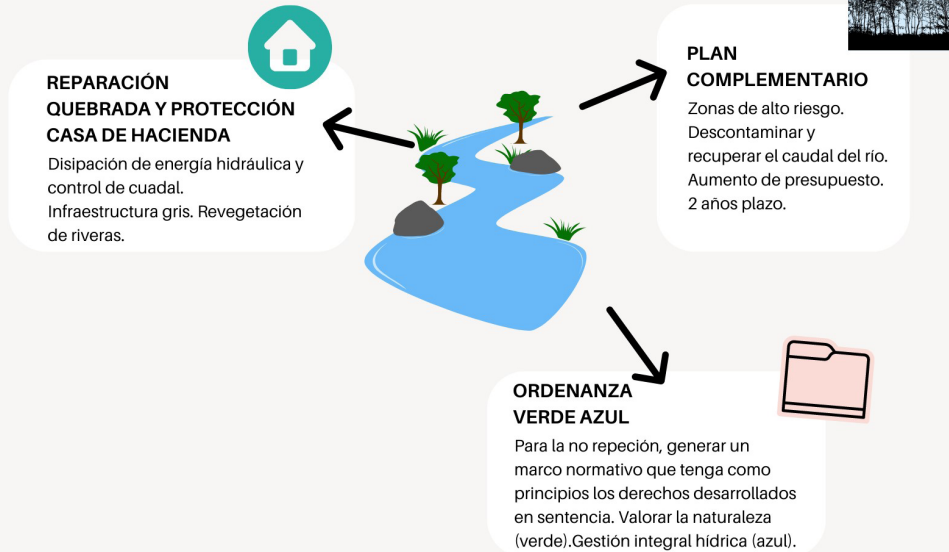 REPARACIÓN
QUEBRADA Y PROTECCIÓN
CASA DE HACIENDA
Disipación de energía hidráulica y
control de cuadal.
Infraestructura gris. Revegetación
de riveras.
PLAN
COMPLEMENTARIO
Zonas de alto riesgo.
Descontaminar y
recuperar el caudal del río.
Aumento de presupuesto.
2 años plazo.
ORDENANZA
VERDE AZUL
Para la no repeción, generar un
marco normativo que tenga como
principios los derechos desarrollados
en sentencia. Valorar la naturaleza
(verde).Gestión integral hídrica (azul).